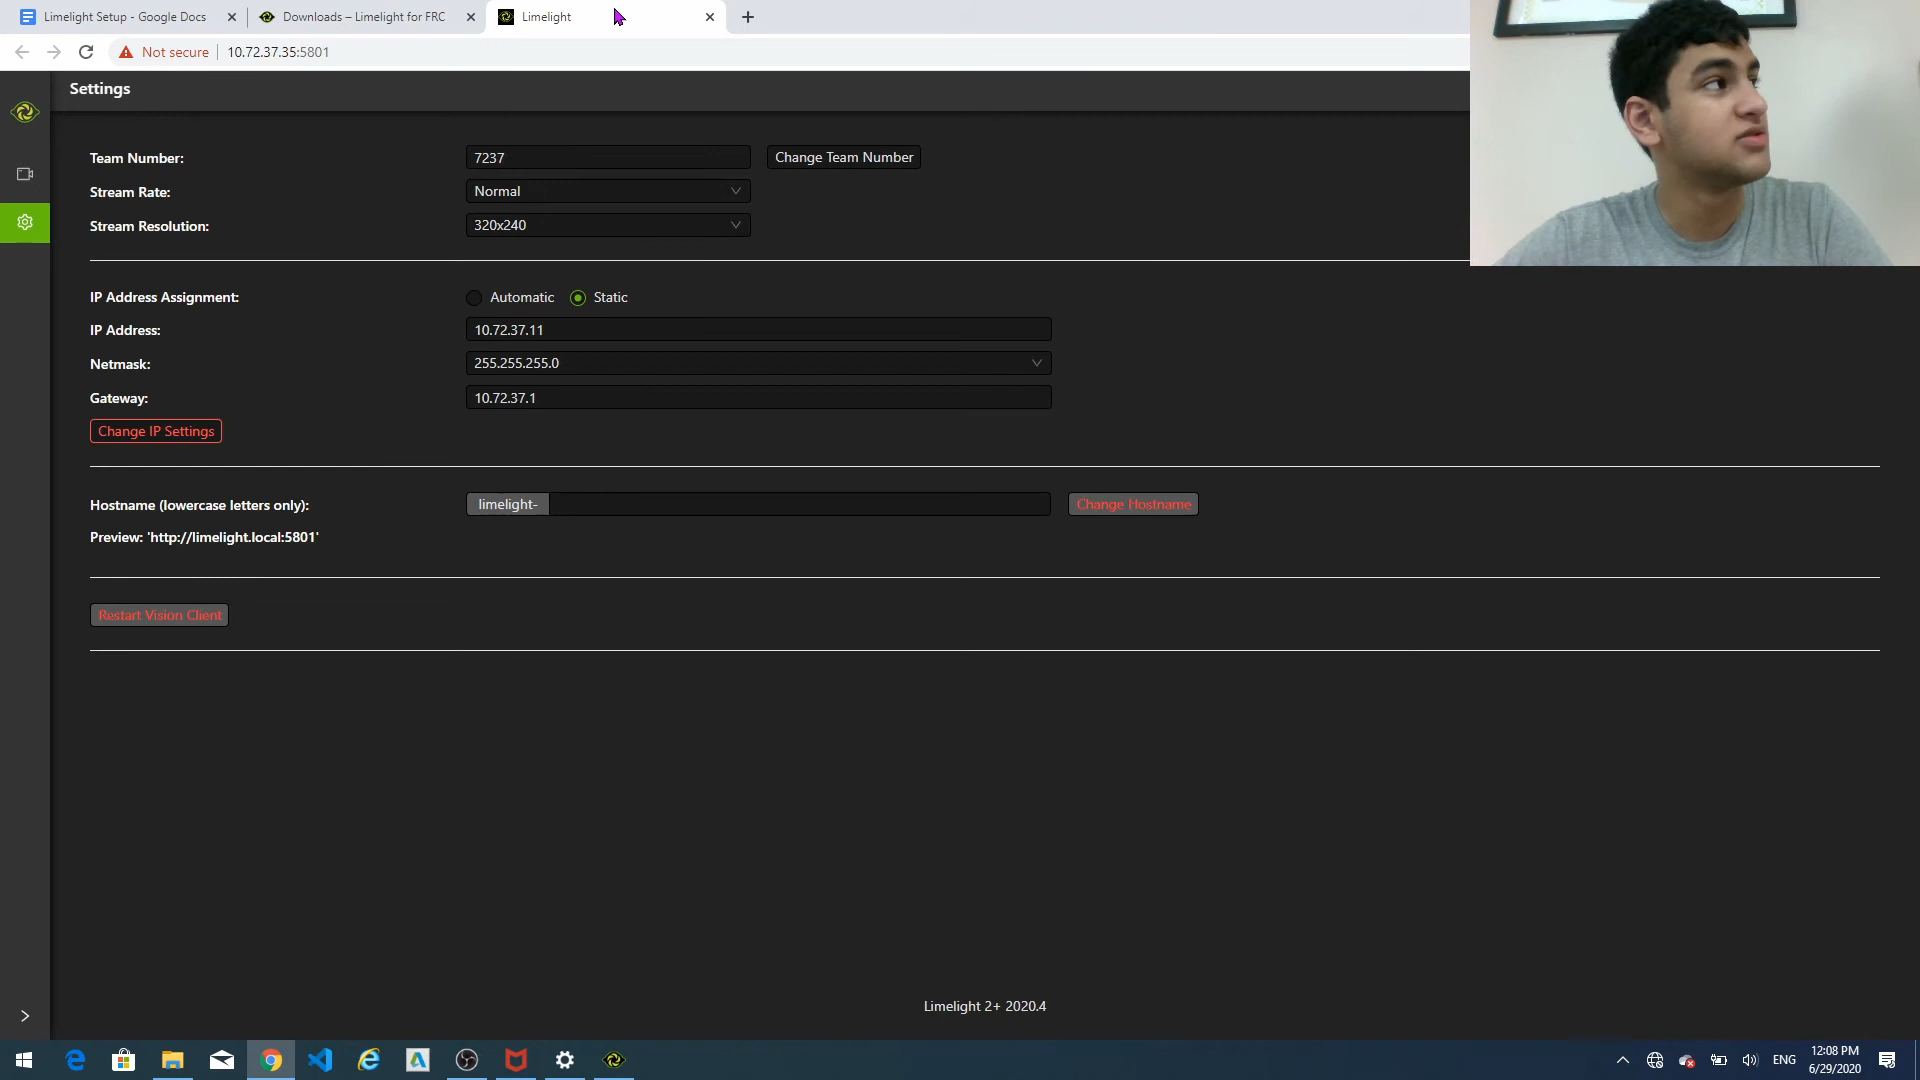 Limelight Setup - Google Docs
Downloads – Limelight for FRC
Limelight
Not secure
10.72.37.35:5801
Settings
Team Number:
7237
Change Team Number
Stream Rate:
Normal
Stream Resolution:
320x240
IP Address Assignment:
Automatic
Static
IP Address:
10.72.37.11
Netmask:
255.255.255.0
Gateway:
10.72.37.1
Change IP Settings
Hostname (lowercase letters only):
limelight-
Change Hostname
Preview: 'http://limelight.local:5801'
Restart Vision Client
Limelight 2+ 2020.4
ENG
12:08 PM
6/29/2020